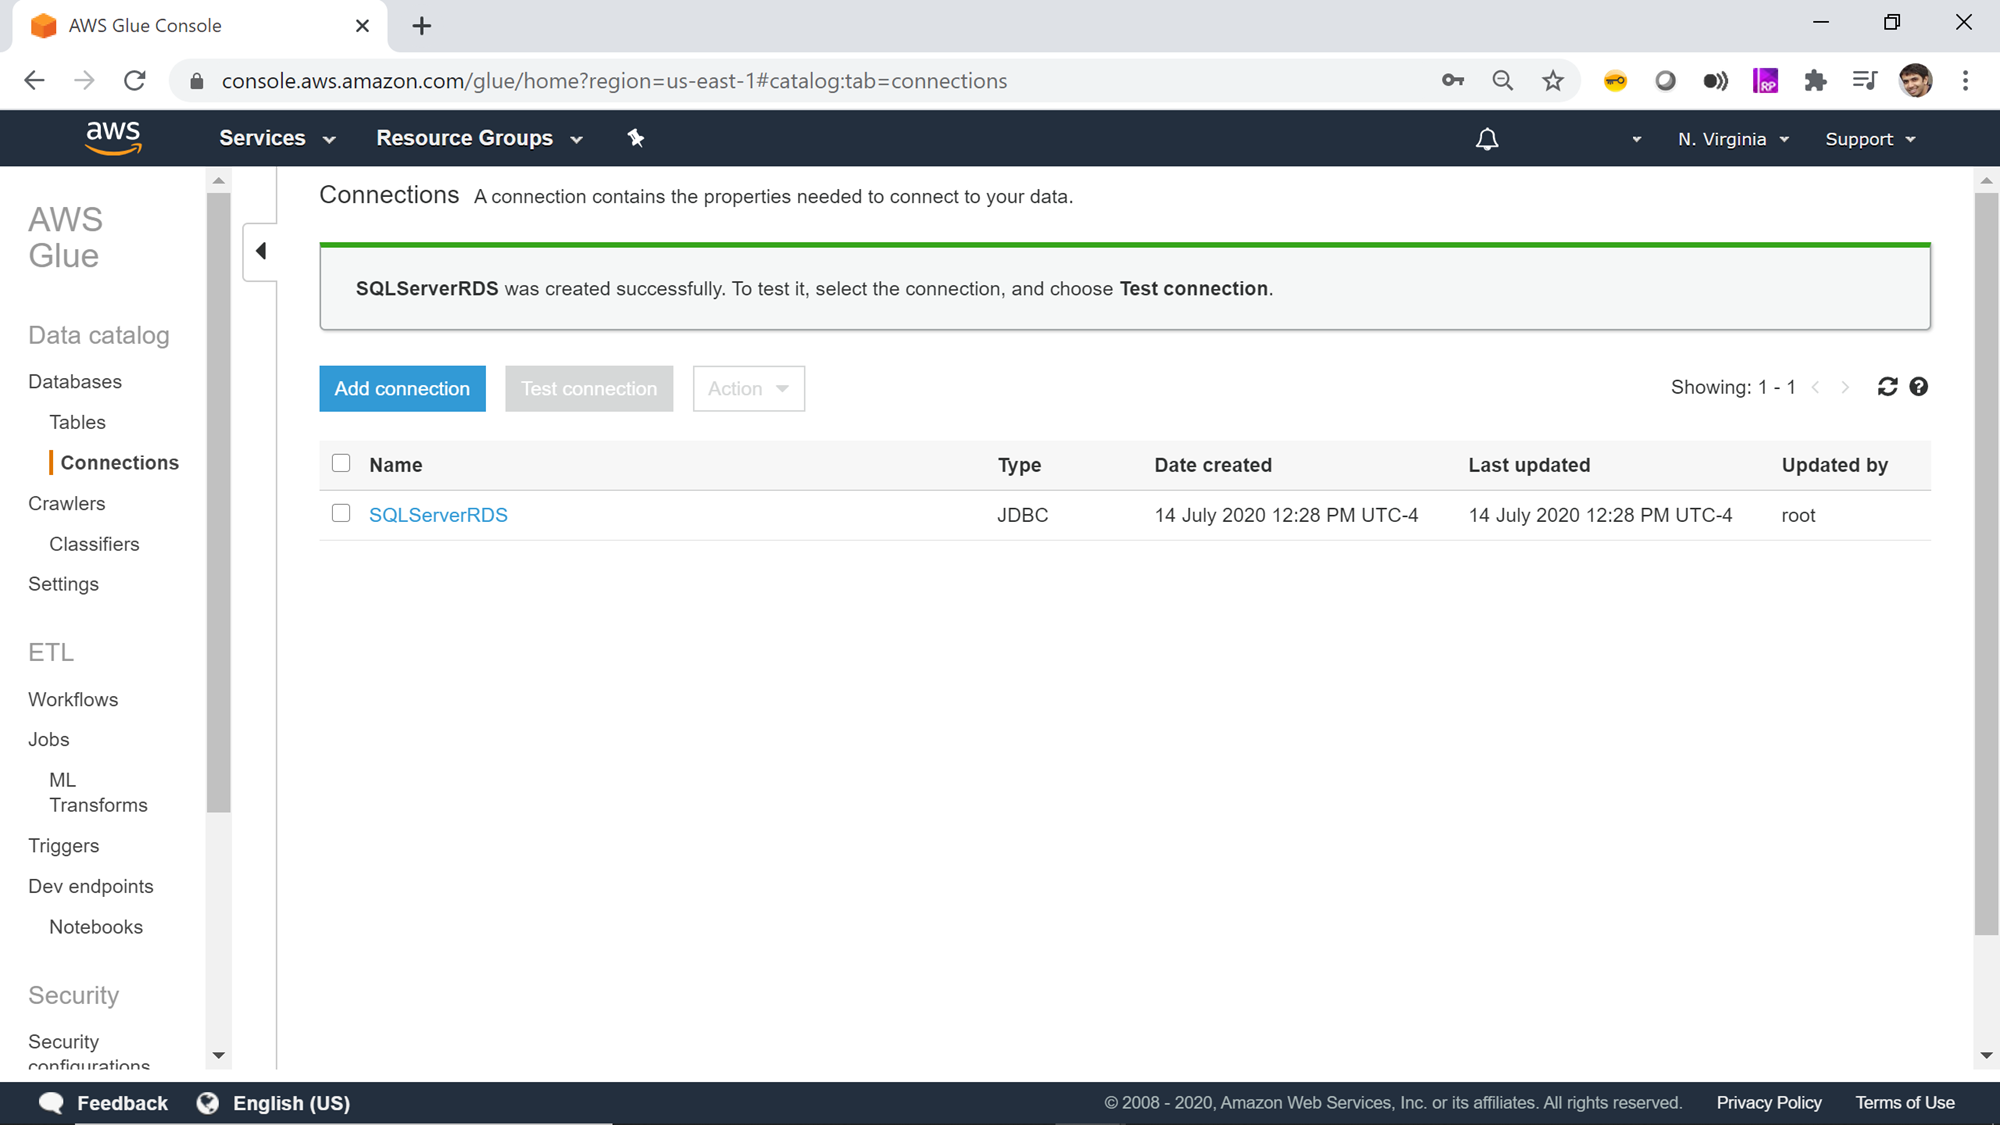 AWS Glue Console
console.aws.amazon.com/glue/home?region=us-east-1#catalog:tab=connections
RP
aws
Services
Resource Groups
N. Virginia
Support
AWS
Glue
Data catalog
Databases
Tables
Connections
Crawlers
Classifiers
Settings
ETL
Workflows
Jobs
ML
Transforms
Triggers
Dev endpoints
Notebooks
Security
Security
configurations
Connections A connection contains the properties needed to connect to your data.
SQLServerRDS was created successfully. To test it, select the connection, and choose Test connection.
Add connection
Test connection
Action
Showing: 1 - 1
Name Type Date created Last updated Updated by
SQLServerRDS JDBC 14 July 2020 12:28 PM UTC-4 14 July 2020 12:28 PM UTC-4 root
Feedback
English (US)
© 2008 - 2020, Amazon Web Services, Inc. or its affiliates. All rights reserved.
Privacy Policy
Terms of Use